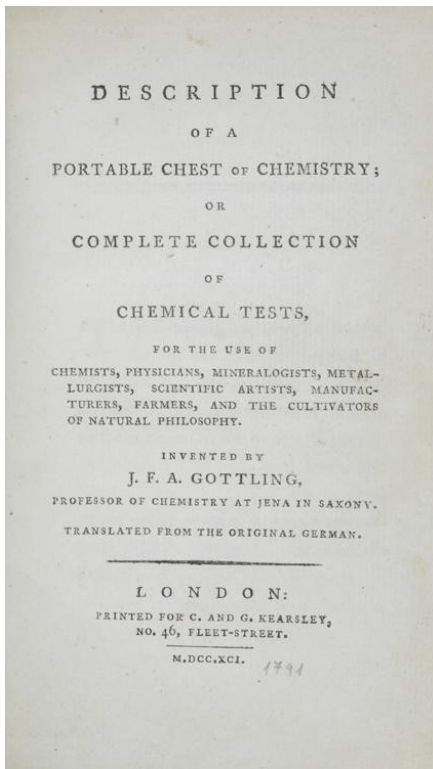 DESCRIPTION
OF A
PORTABLE CHEST OF CHEMISTRY;
OR
COMPLETE COLLECTION
OF
CHEMICAL TESTS,
FOR THE USE OF
CHEMISTS, PHYSICIANS, MINERALOGISTS, METAL-
LURGISTS, SCIENTIFIC ARTISTS, MANUFAC-
TURERS, FARMERS, AND THE CULTIVATORS
OF NATURAL PHILOSOPHY.
INVENTED BY
J. F. A. GOTTLING,
PROFESSOR OF CHEMISTRY AT JENA IN SAXONY.
TRANSLATED FROM THE ORIGINAL GERMAN.
LONDON:
PRINTED FOR C. AND G. KEARSLEY,
NO. 46, FLEET-STREET.
M.DCC.XCI.
1791